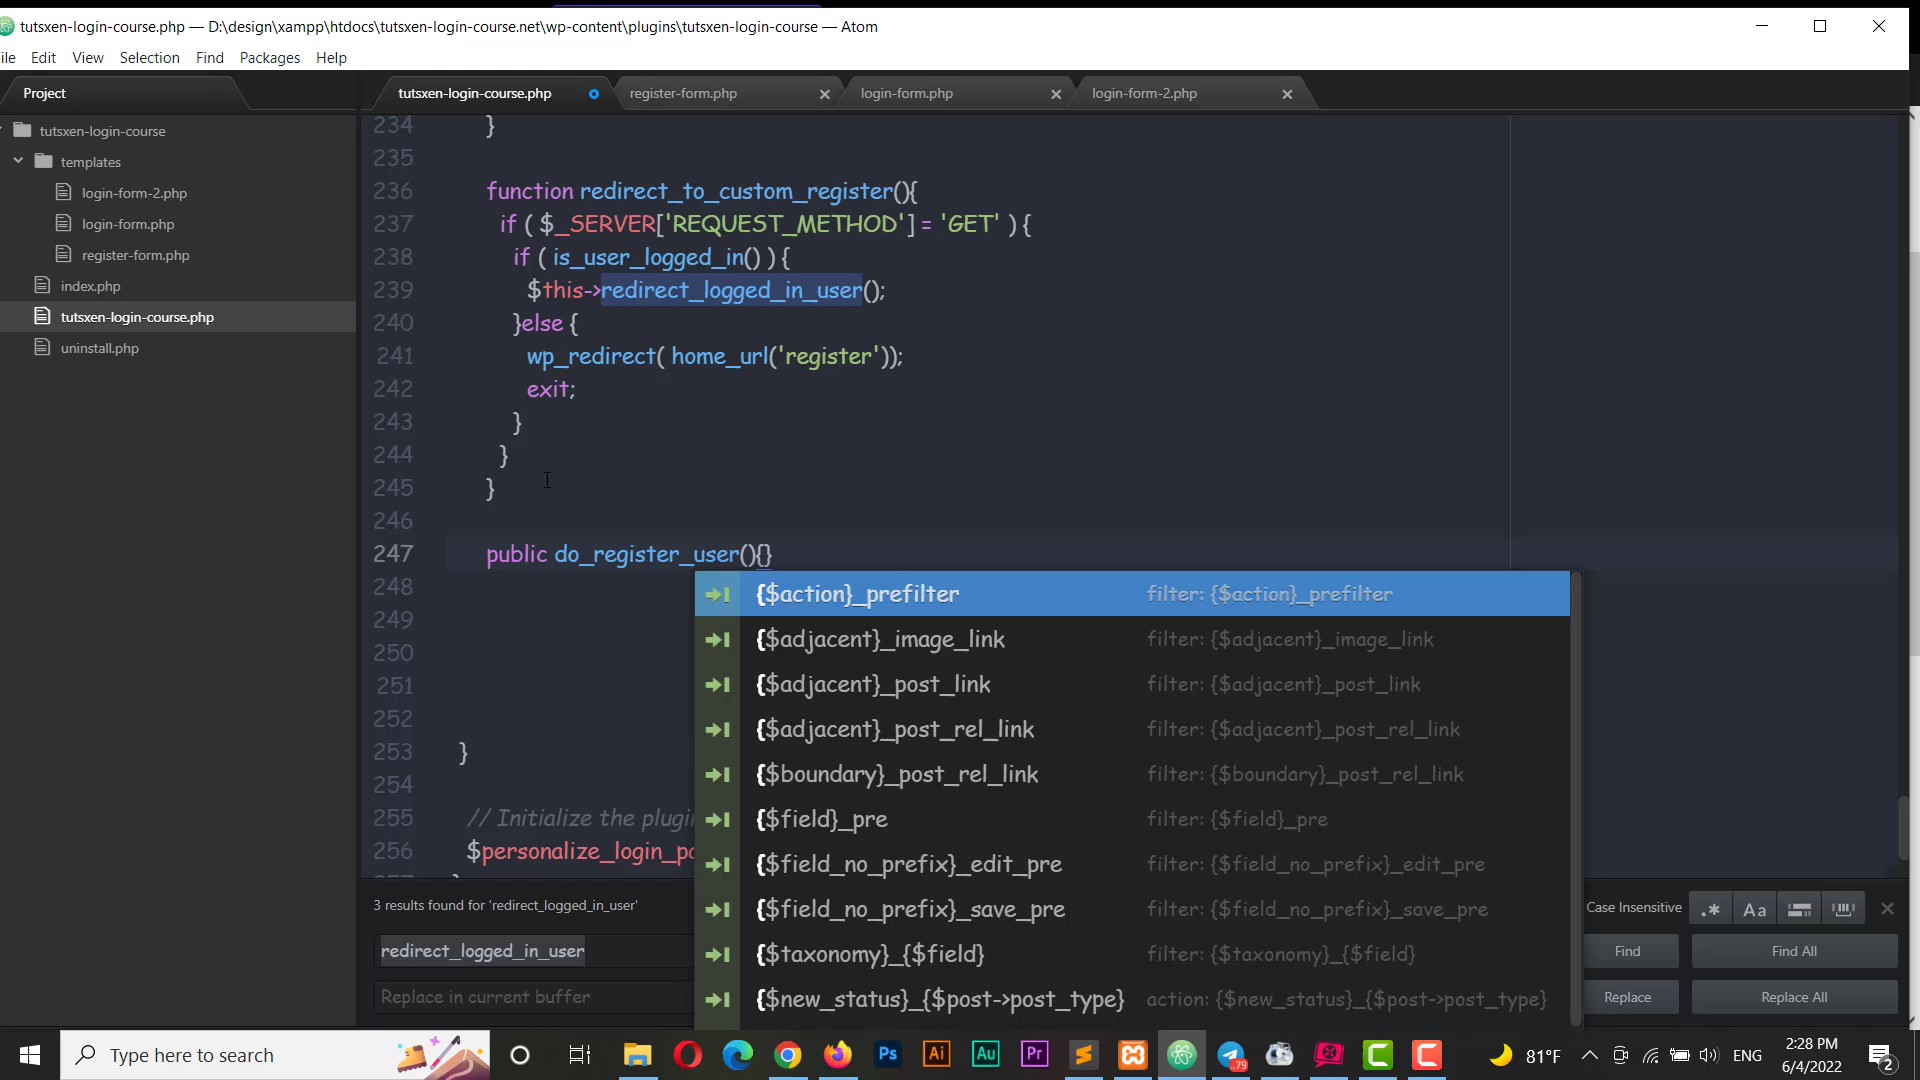 tutsxen-login-course.php — D:\design\xampp\htdocs\tutsxen-login-course.net\wp-content\plugins\tutsxen-login-course — Atom
ile Edit View Selection Find Packages Help
Project
tutsxen-login-course.php register-form.php login-form.php login-form-2.php
tutsxen-login-course
templates
login-form-2.php
login-form.php
register-form.php
index.php
tutsxen-login-course.php
uninstall.php
234 }
235
236 function redirect_to_custom_register(){
237 if ( $_SERVER['REQUEST_METHOD'] = 'GET' ) {
238 if ( is_user_logged_in() ) {
239 $this->redirect_logged_in_user();
240 }else {
241 wp_redirect( home_url('register'));
242 exit;
243 }
244 }
245 }
246
247 public do_register_user(){}
248
249
250
251
252
253 }
254
255 // Initialize the plugi
256 $personalize_login_pa
{$action}_prefilter filter: {$action}_prefilter
{$adjacent}_image_link filter: {$adjacent}_image_link
{$adjacent}_post_link filter: {$adjacent}_post_link
{$adjacent}_post_rel_link filter: {$adjacent}_post_rel_link
{$boundary}_post_rel_link filter: {$boundary}_post_rel_link
{$field}_pre filter: {$field}_pre
{$field_no_prefix}_edit_pre filter: {$field_no_prefix}_edit_pre
{$field_no_prefix}_save_pre filter: {$field_no_prefix}_save_pre
{$taxonomy}_{$field} filter: {$taxonomy}_{$field}
{$new_status}_{$post->post_type} action: {$new_status}_{$post->post_type}
3 results found for 'redirect_logged_in_user'
Case Insensitive
.* Aa
redirect_logged_in_user
Find Find All
Replace in current buffer
Replace Replace All
Type here to search
Ps Ai Au Pr
.79
81°F
ENG
2:28 PM
6/4/2022
2